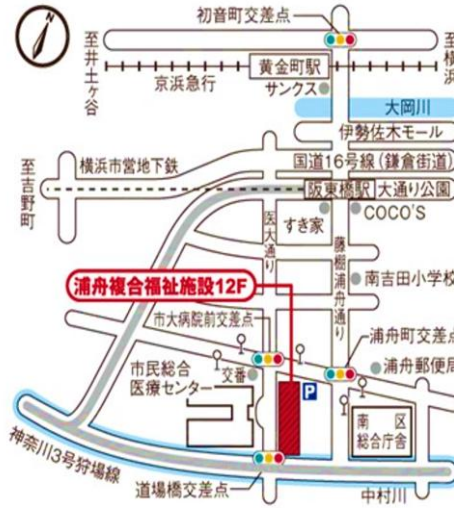 初音町交差点
至井土ヶ谷
至横浜
黄金町駅
京浜急行
サンクス
大岡川
伊勢佐木モール
国道16号線(鎌倉街道)
横浜市営地下鉄
至吉野町
阪東橋駅
大通り公園
すき家
COCO'S
医大通り
藤棚浦舟通り
南吉田小学校
浦舟複合福祉施設12F
市大病院前交差点
浦舟町交差点
浦舟郵便局
市民総合
医療センター
交番
P
南区
総合庁舎
神奈川3号狩場線
道場橋交差点
中村川